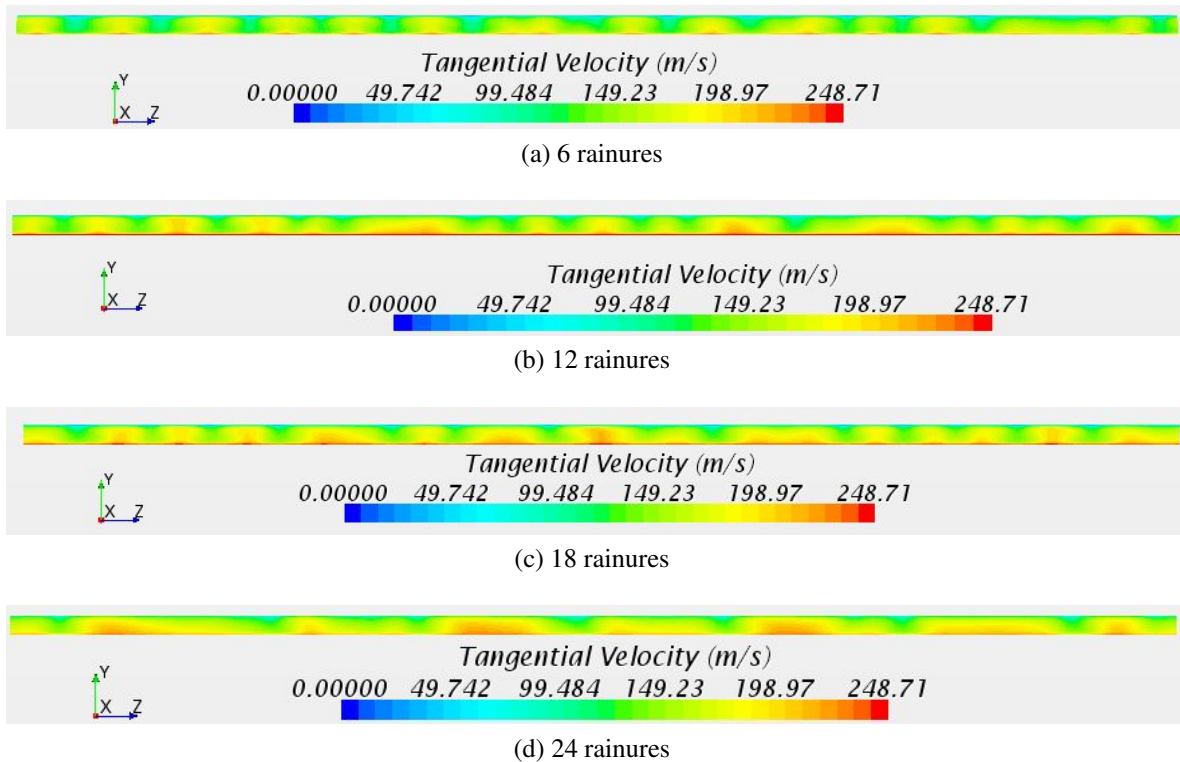 Tangential Velocity (m/s)
0.00000 49.742 99.484 149.23 198.97 248.71
Y
X Z
(a) 6 rainures
Tangential Velocity (m/s)
0.00000 49.742 99.484 149.23 198.97 248.71
Y
X Z
(b) 12 rainures
Tangential Velocity (m/s)
0.00000 49.742 99.484 149.23 198.97 248.71
Y
X Z
(c) 18 rainures
Tangential Velocity (m/s)
0.00000 49.742 99.484 149.23 198.97 248.71
Y
X Z
(d) 24 rainures